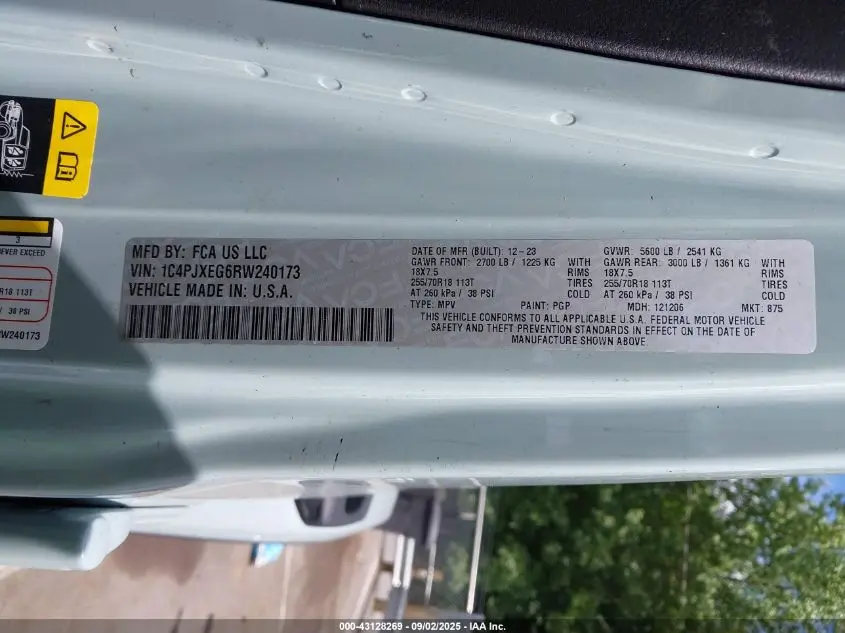 MFD BY: FCA US LLC
VIN: 1C4PJXEG6RW240173
VEHICLE MADE IN: U.S.A.
DATE OF MFR (BUILT): 12-23
GVWR: 5600 LB / 2541 KG
GAWR FRONT: 2700 LB / 1225 KG WITH
GAWR REAR: 3000 LB / 1361 KG WITH
18X7.5 RIMS
18X7.5 RIMS
255/70R18 113T TIRES
255/70R18 113T TIRES
AT 260 kPa / 38 PSI COLD
AT 260 kPa / 38 PSI COLD
TYPE: MPV PAINT: PGP MDH: 121206 MKT: 875
THIS VEHICLE CONFORMS TO ALL APPLICABLE U.S.A. FEDERAL MOTOR VEHICLE
SAFETY AND THEFT PREVENTION STANDARDS IN EFFECT ON THE DATE OF
MANUFACTURE SHOWN ABOVE.
3
EVER EXCEED
R18 113T
/ 38 PSI
W240173
000-43128269 - 09/02/2025 - IAA Inc.